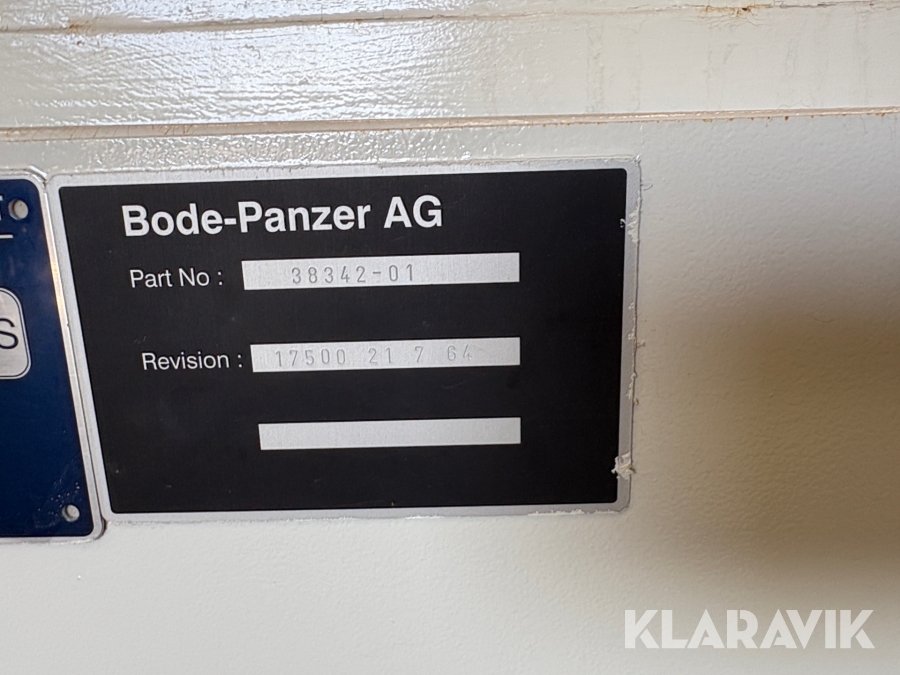 Bode-Panzer AG
Part No : 38342-01
Revision : 17500 21 7 64
S
KLARAVIK